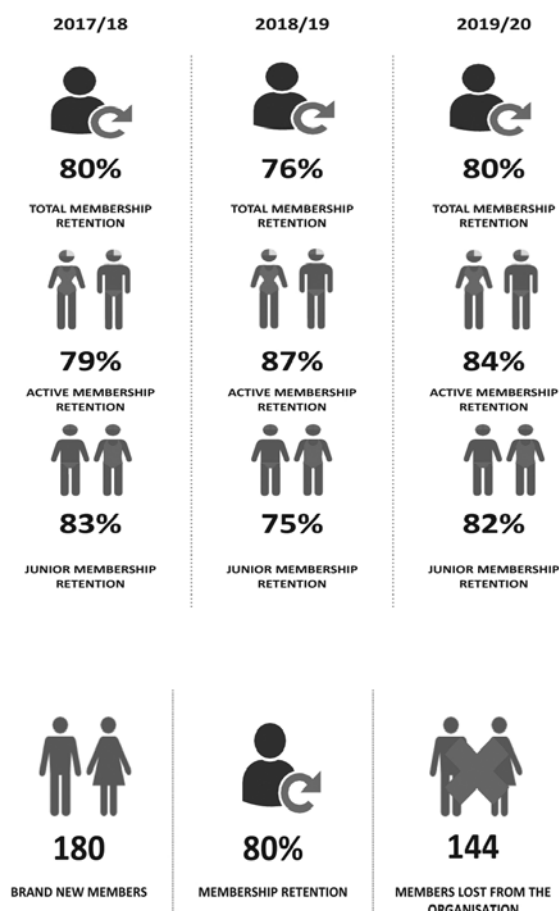 2017/18 2018/19 2019/20
80% 76% 80%
TOTAL MEMBERSHIP TOTAL MEMBERSHIP TOTAL MEMBERSHIP
RETENTION RETENTION RETENTION
79% 87% 84%
ACTIVE MEMBERSHIP ACTIVE MEMBERSHIP ACTIVE MEMBERSHIP
RETENTION RETENTION RETENTION
83% 75% 82%
JUNIOR MEMBERSHIP JUNIOR MEMBERSHIP JUNIOR MEMBERSHIP
RETENTION RETENTION RETENTION
180 80% 144
BRAND NEW MEMBERS MEMBERSHIP RETENTION MEMBERS LOST FROM THE
ORGANISATION